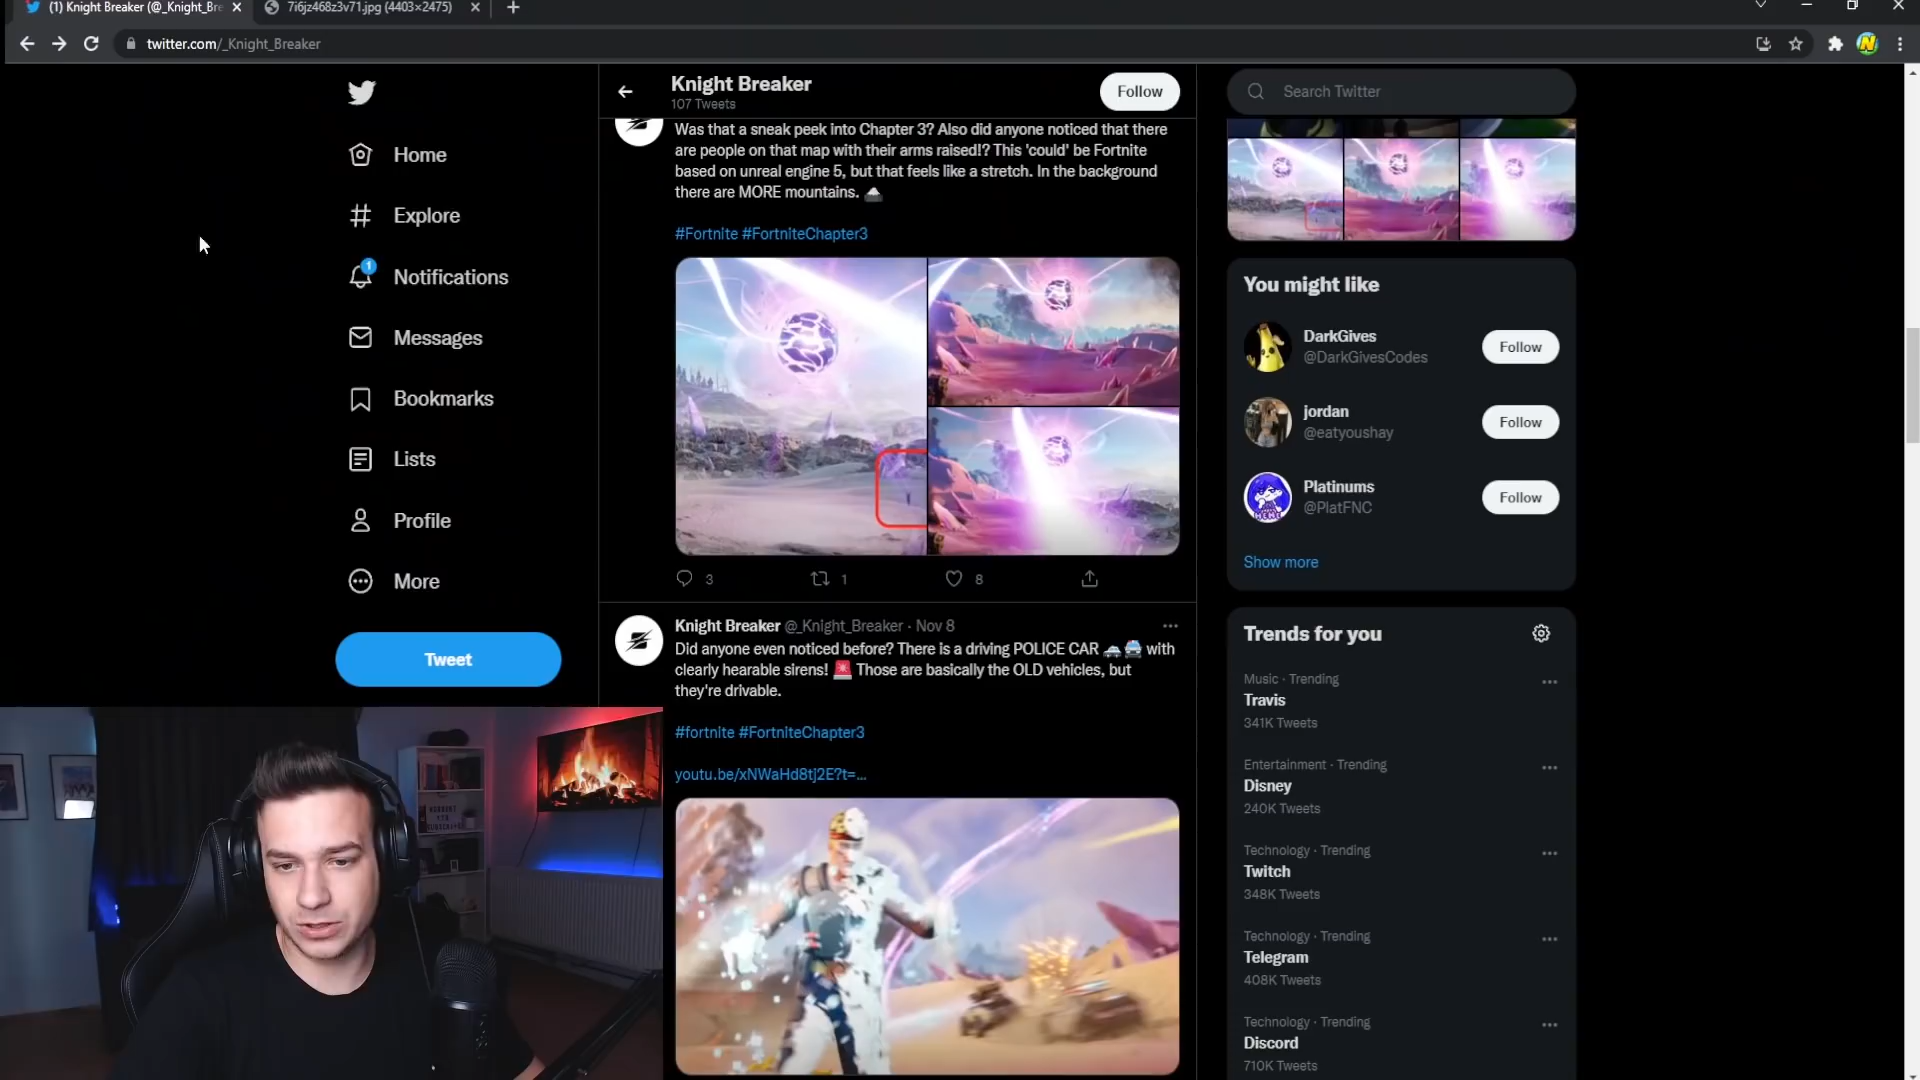 (1) Knight Breaker (@_Knight_Bre
7i6jz468z3v71.jpg (4403×2475)
twitter.com/_Knight_Breaker
Home
Explore
1
Notifications
Messages
Bookmarks
Lists
Profile
More
Tweet
Knight Breaker
107 Tweets
Follow
Was that a sneak peek into Chapter 3? Also did anyone noticed that there
are people on that map with their arms raised!? This 'could' be Fortnite
based on unreal engine 5, but that feels like a stretch. In the background
there are MORE mountains.
#Fortnite #FortniteChapter3
3
1
8
Knight Breaker @_Knight_Breaker · Nov 8
Did anyone even noticed before? There is a driving POLICE CAR with
clearly hearable sirens! Those are basically the OLD vehicles, but
they're drivable.
#fortnite #FortniteChapter3
youtu.be/xNWaHd8tj2E?t=...
Search Twitter
You might like
DarkGives
@DarkGivesCodes
Follow
jordan
@eatyoushay
Follow
Platinums
@PlatFNC
Follow
Show more
Trends for you
Music · Trending
Travis
341K Tweets
Entertainment · Trending
Disney
240K Tweets
Technology · Trending
Twitch
348K Tweets
Technology · Trending
Telegram
408K Tweets
Technology · Trending
Discord
710K Tweets